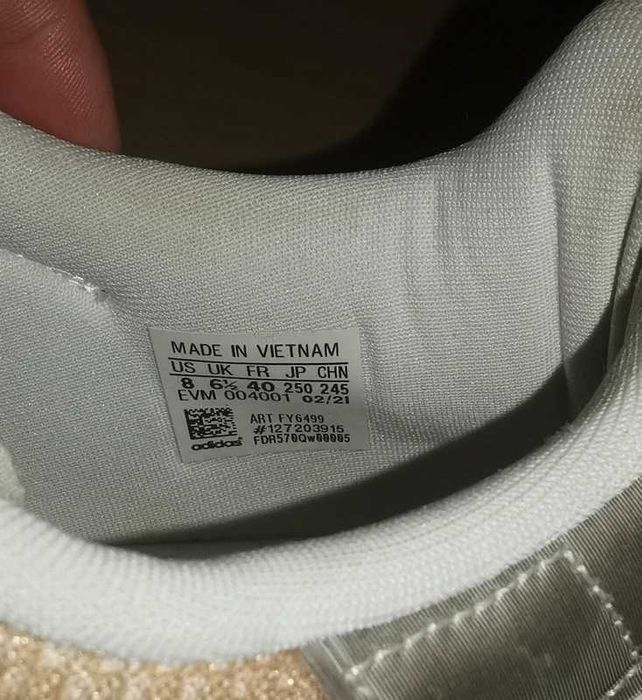 MADE IN VIETNAM
US UK FR JP CHN
8 6½ 40 250 245
EVM 004001 02/21
ART FY6499
#127203915
adidas FDR570Qw00005